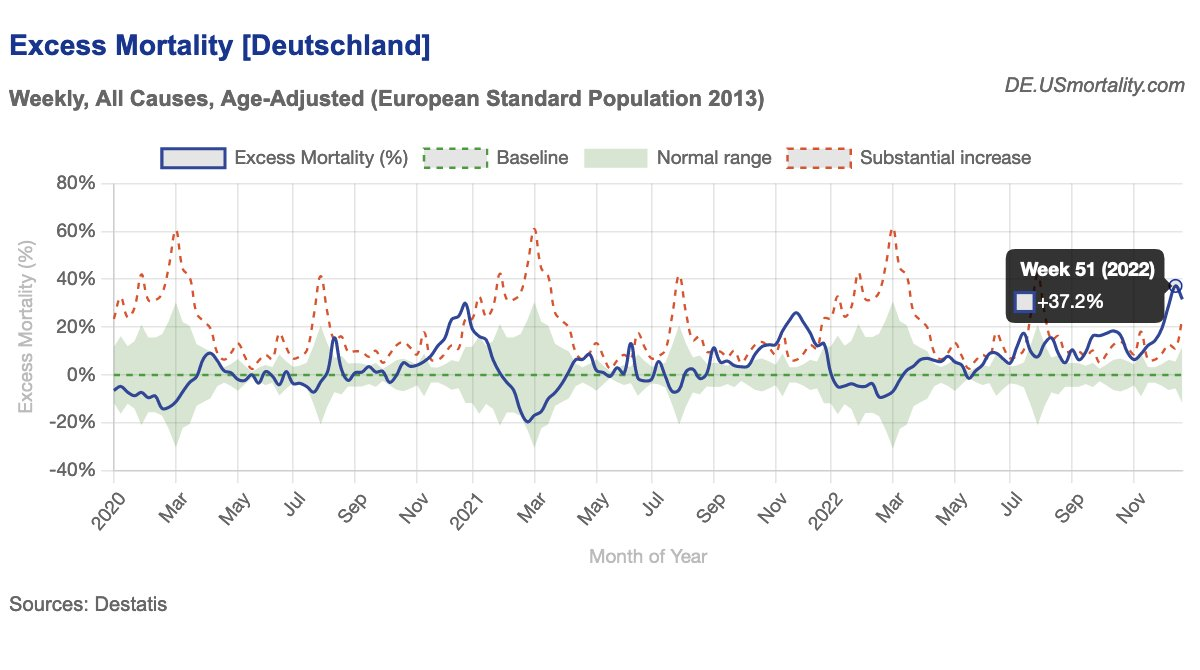 Excess Mortality [Deutschland]
DE.USmortality.com
Weekly, All Causes, Age-Adjusted (European Standard Population 2013)
Excess Mortality (%) Baseline Normal range Substantial increase
80%
60%
40%
20%
0%
-20%
-40%
Excess Mortality (%)
Week 51 (2022)
+37.2%
2020 Mar May Jul Sep Nov 2021 Mar May Jul Sep Nov 2022 Mar May Jul Sep Nov
Month of Year
Sources: Destatis